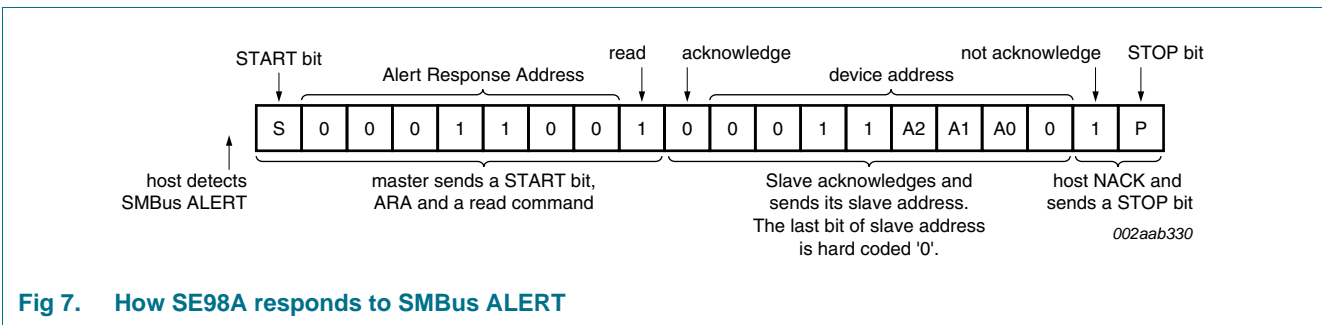 START bit
Alert Response Address
read
acknowledge
device address
not acknowledge
STOP bit
S 0 0 0 1 1 0 0 1 0 0 0 1 1 A2 A1 A0 0 1 P
host detects
SMBus ALERT
master sends a START bit,
ARA and a read command
Slave acknowledges and
sends its slave address.
The last bit of slave address
is hard coded '0'.
host NACK and
sends a STOP bit
002aab330
Fig 7. How SE98A responds to SMBus ALERT